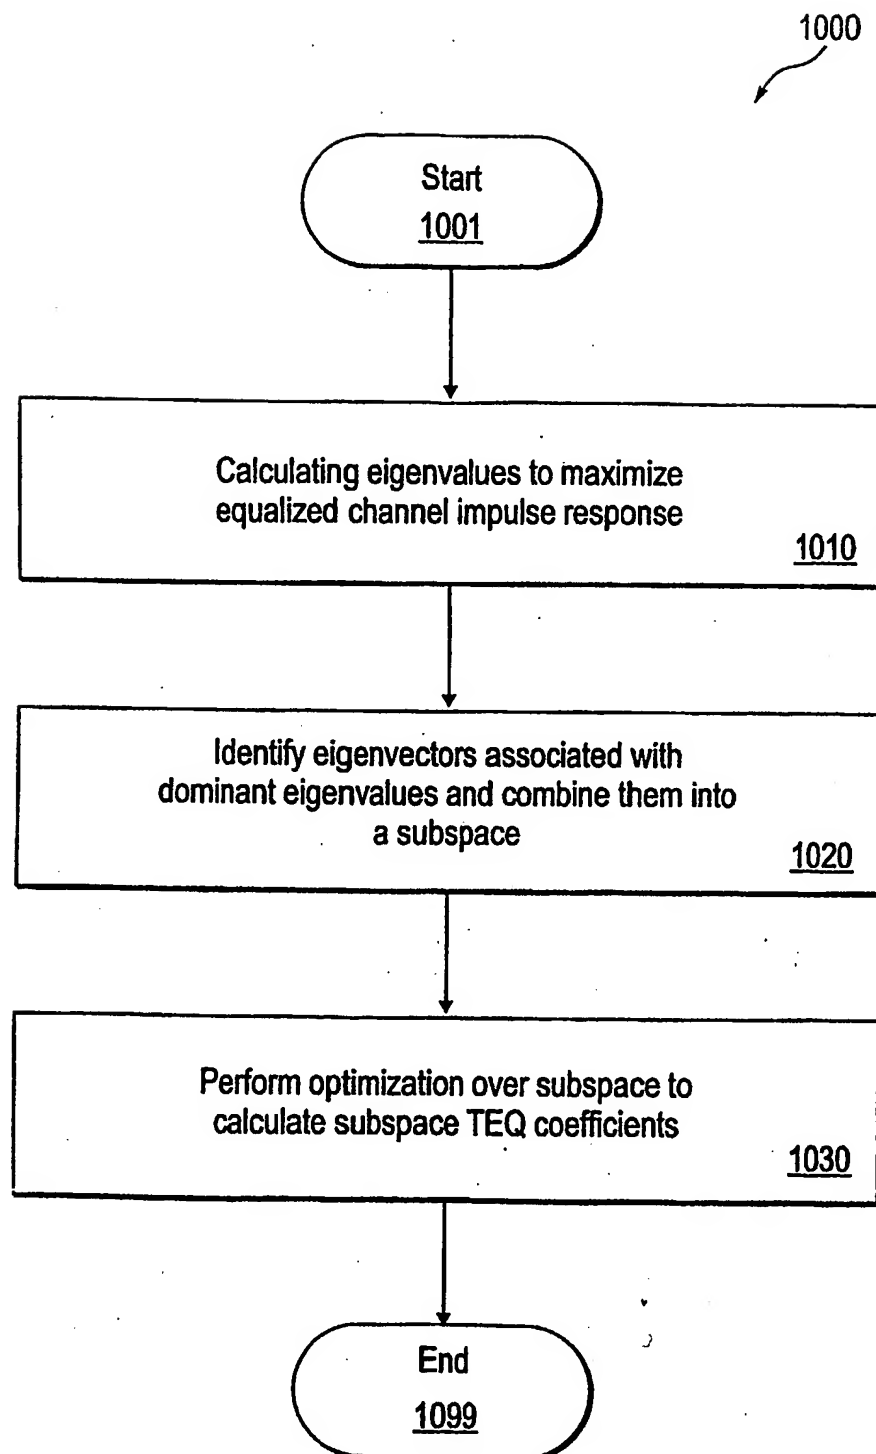 1000
Start
1001
Calculating eigenvalues to maximize
equalized channel impulse response
1010
Identify eigenvectors associated with
dominant eigenvalues and combine them into
a subspace
1020
Perform optimization over subspace to
calculate subspace TEQ coefficients
1030
End
1099